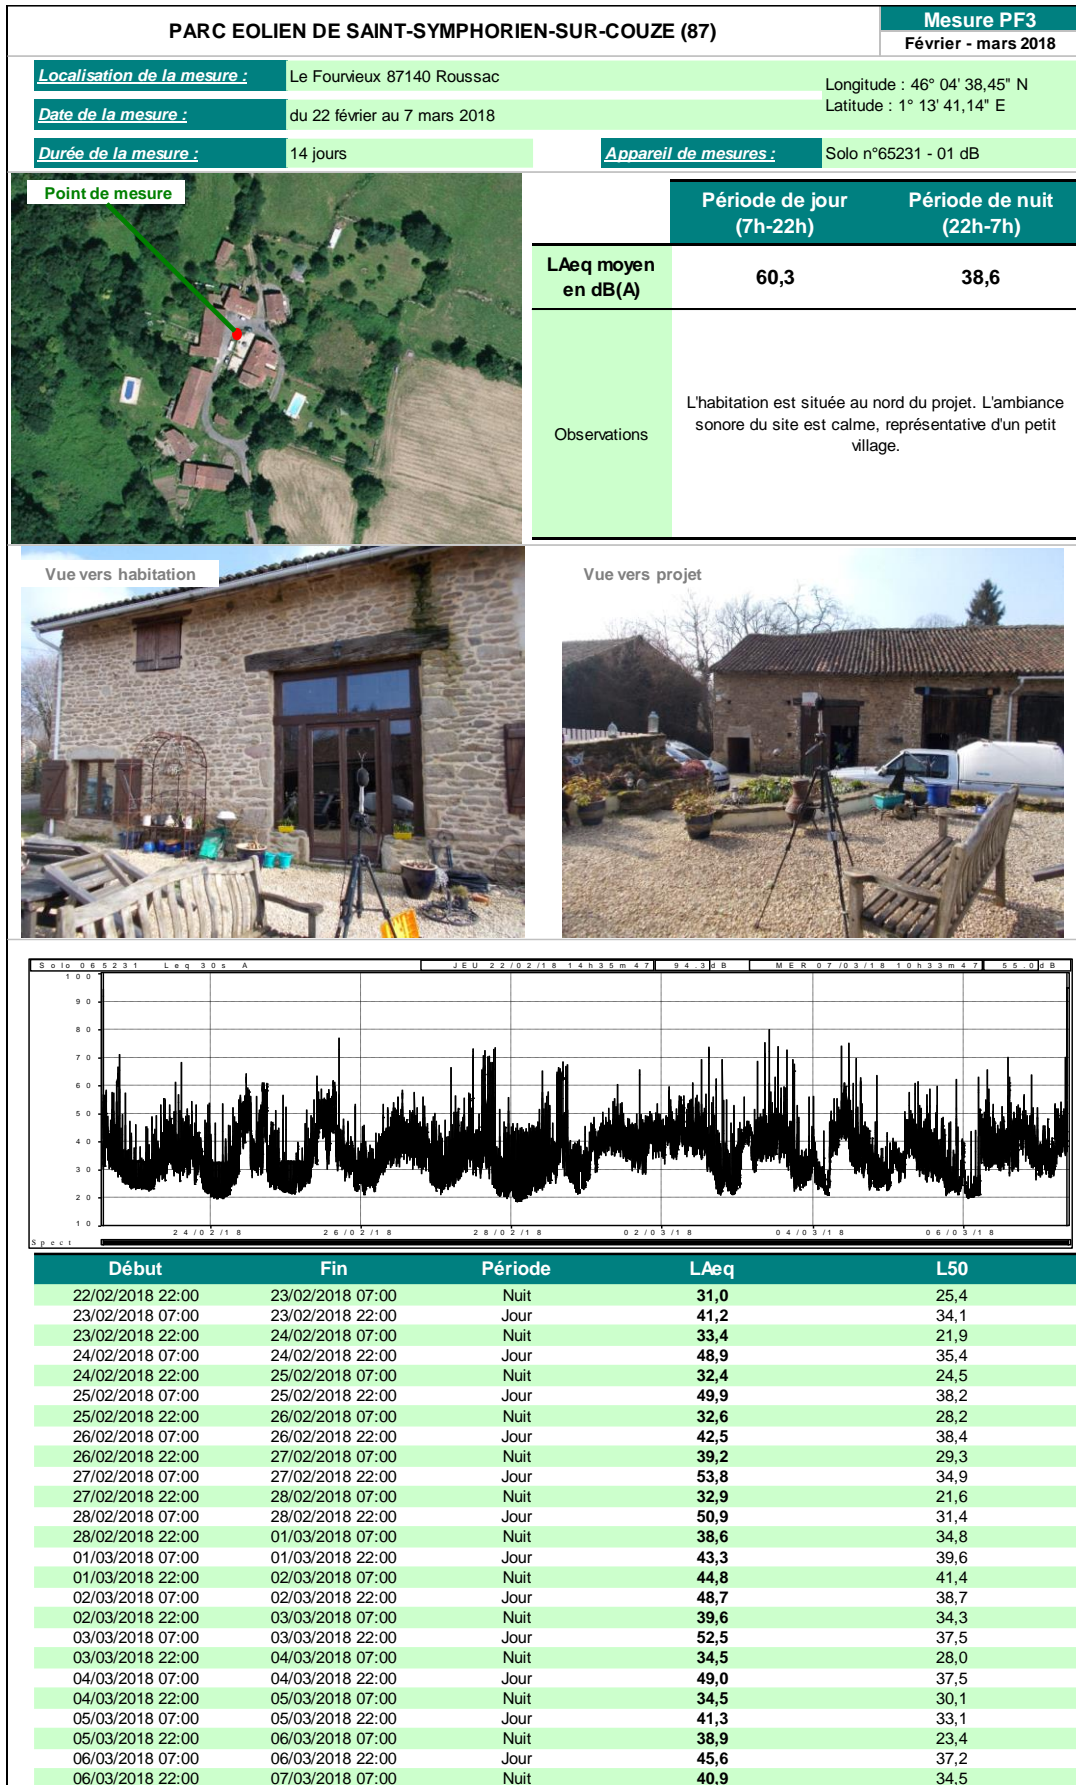 PARC EOLIEN DE SAINT-SYMPHORIEN-SUR-COUZE (87)
Mesure PF3
Février - mars 2018
Localisation de la mesure :
Le Fourvieux 87140 Roussac
Longitude : 46° 04' 38,45" N
Latitude : 1° 13' 41,14" E
Date de la mesure :
du 22 février au 7 mars 2018
Durée de la mesure :
14 jours
Appareil de mesures :
Solo n°65231 - 01 dB
Point de mesure
Période de jour
(7h-22h)
Période de nuit
(22h-7h)
LAeq moyen
en dB(A)
60,3
38,6
Observations
L'habitation est située au nord du projet. L'ambiance
sonore du site est calme, représentative d'un petit
village.
Vue vers habitation
Vue vers projet
Solo 065231 Leq 30s A JEU 22/02/18 14h35m47 94.3dB MER 07/03/18 10h33m47 55.0dB
100
90
80
70
60
50
40
30
20
10
24/02/18 26/02/18 28/02/18 02/03/18 04/03/18 06/03/18
Spect
Début Fin Période LAeq L50
22/02/2018 22:00 23/02/2018 07:00 Nuit 31,0 25,4
23/02/2018 07:00 23/02/2018 22:00 Jour 41,2 34,1
23/02/2018 22:00 24/02/2018 07:00 Nuit 33,4 21,9
24/02/2018 07:00 24/02/2018 22:00 Jour 48,9 35,4
24/02/2018 22:00 25/02/2018 07:00 Nuit 32,4 24,5
25/02/2018 07:00 25/02/2018 22:00 Jour 49,9 38,2
25/02/2018 22:00 26/02/2018 07:00 Nuit 32,6 28,2
26/02/2018 07:00 26/02/2018 22:00 Jour 42,5 38,4
26/02/2018 22:00 27/02/2018 07:00 Nuit 39,2 29,3
27/02/2018 07:00 27/02/2018 22:00 Jour 53,8 34,9
27/02/2018 22:00 28/02/2018 07:00 Nuit 32,9 21,6
28/02/2018 07:00 28/02/2018 22:00 Jour 50,9 31,4
28/02/2018 22:00 01/03/2018 07:00 Nuit 38,6 34,8
01/03/2018 07:00 01/03/2018 22:00 Jour 43,3 39,6
01/03/2018 22:00 02/03/2018 07:00 Nuit 44,8 41,4
02/03/2018 07:00 02/03/2018 22:00 Jour 48,7 38,7
02/03/2018 22:00 03/03/2018 07:00 Nuit 39,6 34,3
03/03/2018 07:00 03/03/2018 22:00 Jour 52,5 37,5
03/03/2018 22:00 04/03/2018 07:00 Nuit 34,5 28,0
04/03/2018 07:00 04/03/2018 22:00 Jour 49,0 37,5
04/03/2018 22:00 05/03/2018 07:00 Nuit 34,5 30,1
05/03/2018 07:00 05/03/2018 22:00 Jour 41,3 33,1
05/03/2018 22:00 06/03/2018 07:00 Nuit 38,9 23,4
06/03/2018 07:00 06/03/2018 22:00 Jour 45,6 37,2
06/03/2018 22:00 07/03/2018 07:00 Nuit 40,9 34,5